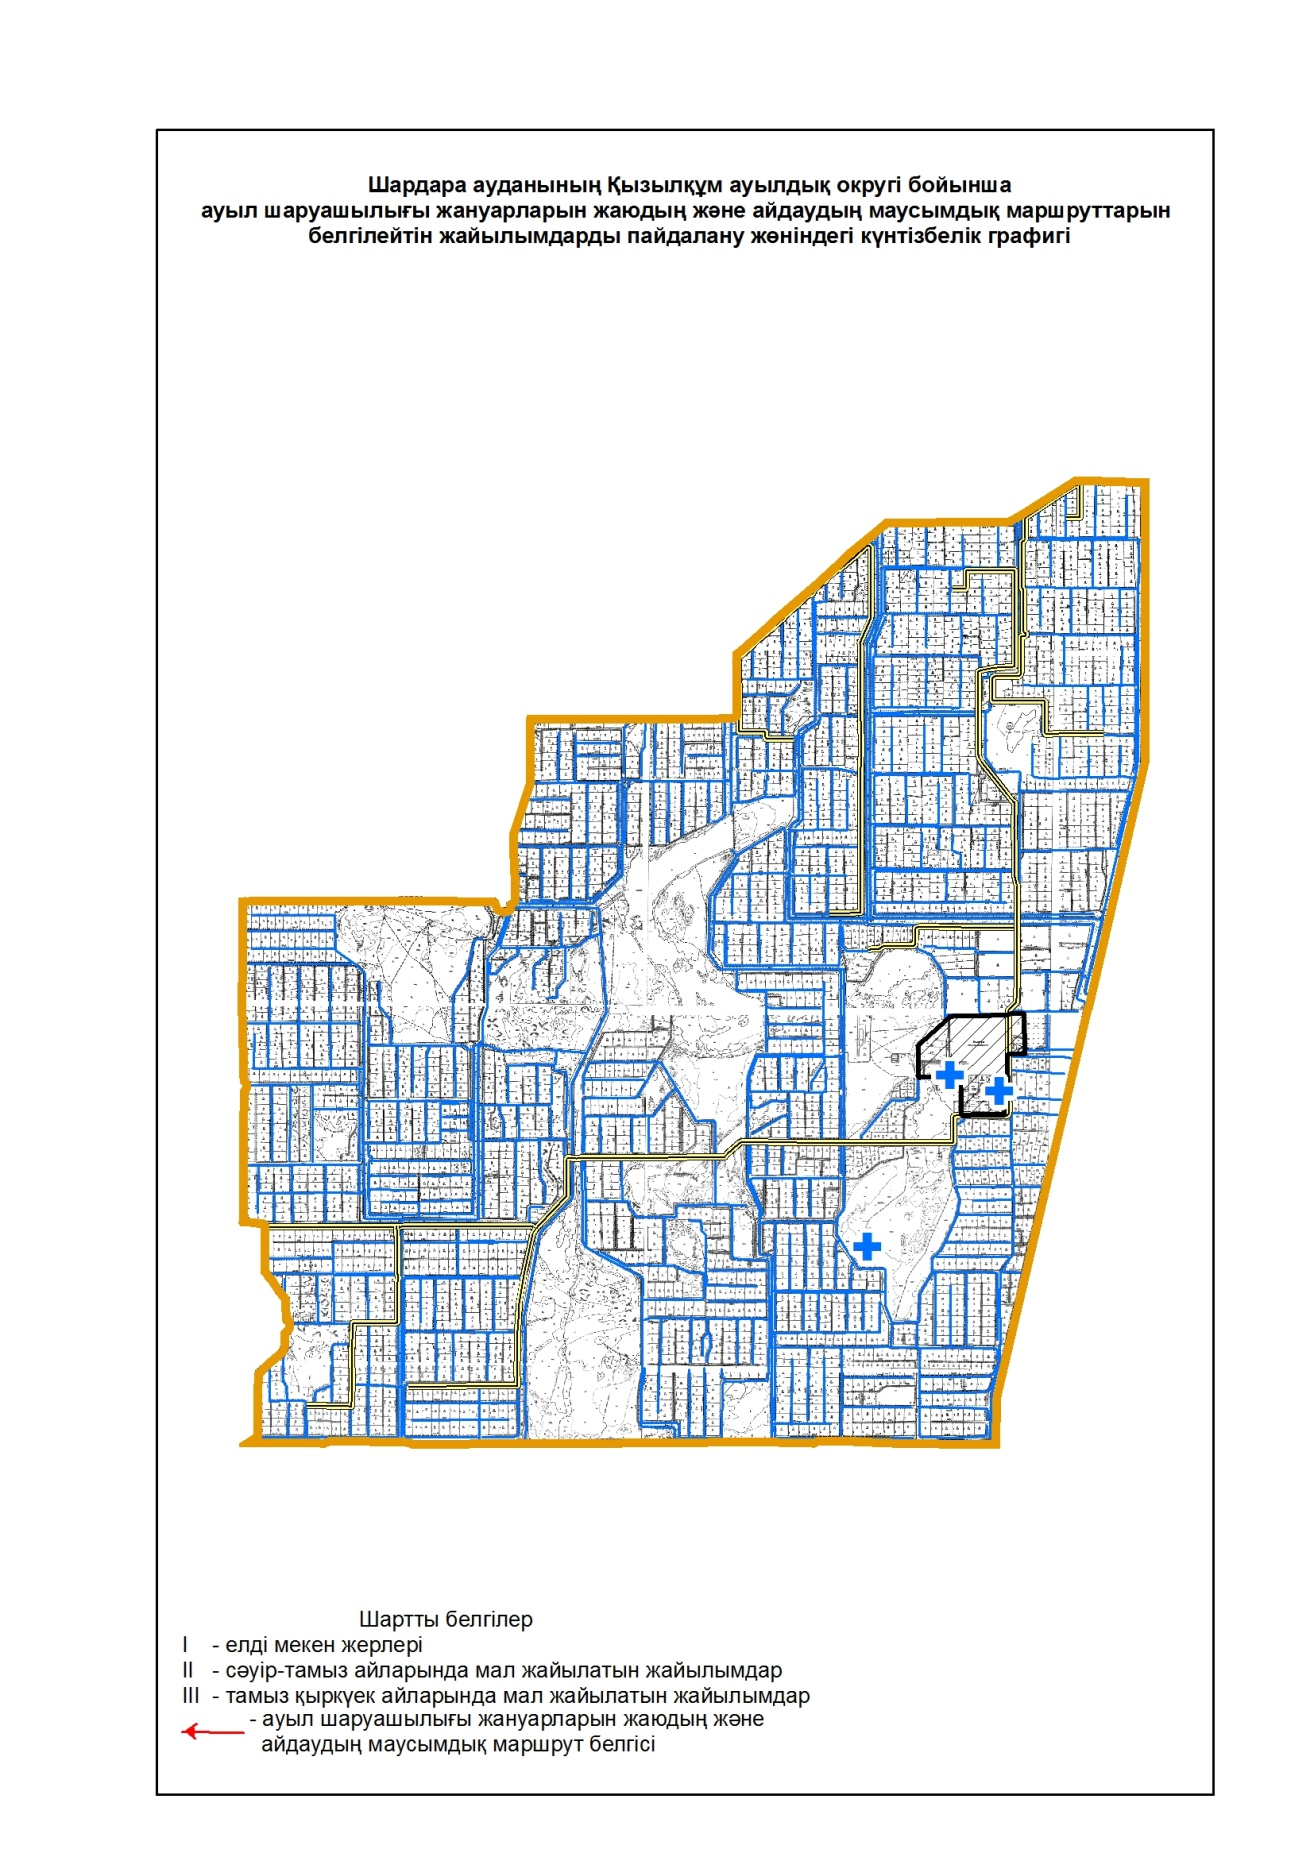 Шардара ауданының Қызылқұм ауылдық округі бойынша
ауыл шаруашылығы жануарларын жаюдың және айдаудың маусымдық маршруттарын
белгілейтін жайылымдарды пайдалану жөніндегі күнтізбелік графигі
Шартты белгілер
I - елді мекен жерлері
II - сәуір-тамыз айларында мал жайылатын жайылымдар
III - тамыз қыркүек айларында мал жайылатын жайылымдар
- ауыл шаруашылығы жануарларын жаюдың және
айдаудың маусымдық маршрут белгісі